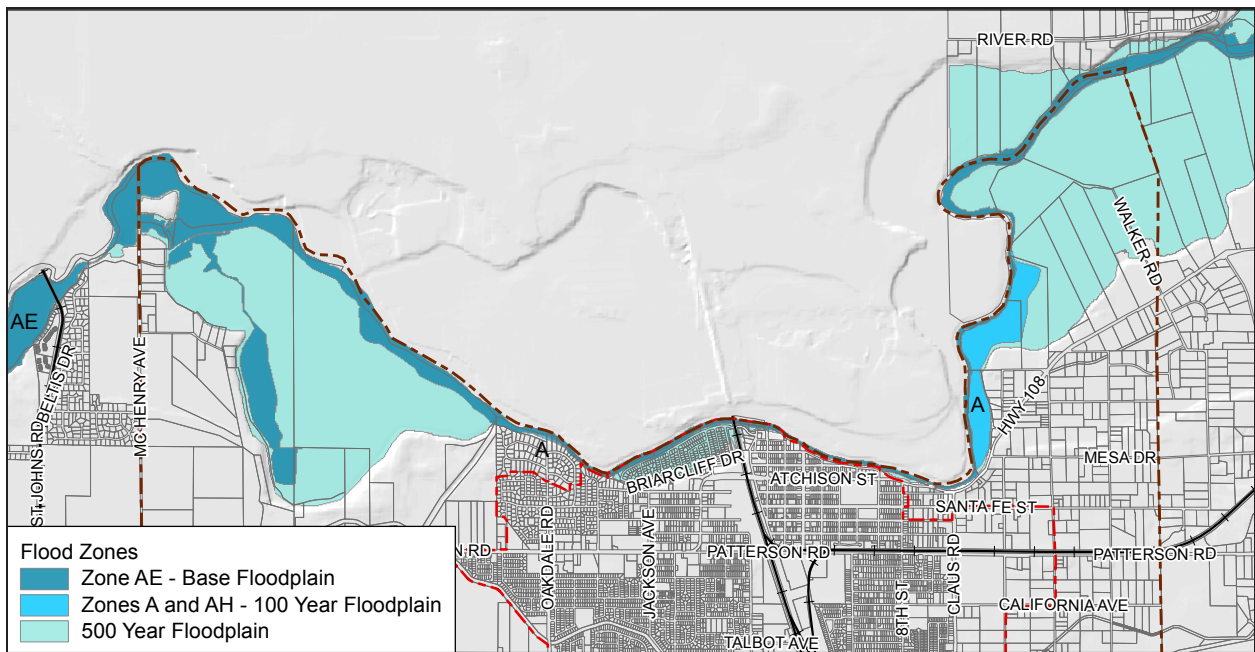 RIVER RD
WALKER RD
AE
MC HENRY AVE
ST. JOHNS RD
BELTIS DR
A
A
HWY 108
MESA DR
BRIARCLIFF DR
ATCHISON ST
SANTA FE ST
OAKDALE RD
JACKSON AVE
PATTERSON RD
PATTERSON RD
8TH ST
CLAUS RD
CALIFORNIA AVE
TALBOT AVE
N RD
Flood Zones
Zone AE - Base Floodplain
Zones A and AH - 100 Year Floodplain
500 Year Floodplain